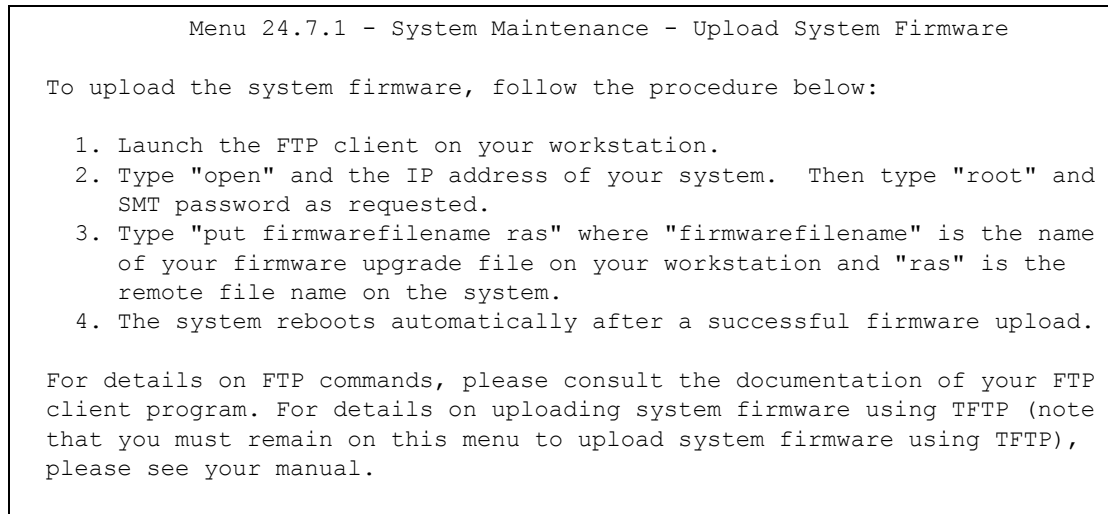 Menu 24.7.1 - System Maintenance - Upload System Firmware
To upload the system firmware, follow the procedure below:
1. Launch the FTP client on your workstation.
2. Type "open" and the IP address of your system.  Then type "root" and
SMT password as requested.
3. Type "put firmwarefilename ras" where "firmwarefilename" is the name
of your firmware upgrade file on your workstation and "ras" is the
remote file name on the system.
4. The system reboots automatically after a successful firmware upload.
For details on FTP commands, please consult the documentation of your FTP
client program. For details on uploading system firmware using TFTP (note
that you must remain on this menu to upload system firmware using TFTP),
please see your manual.